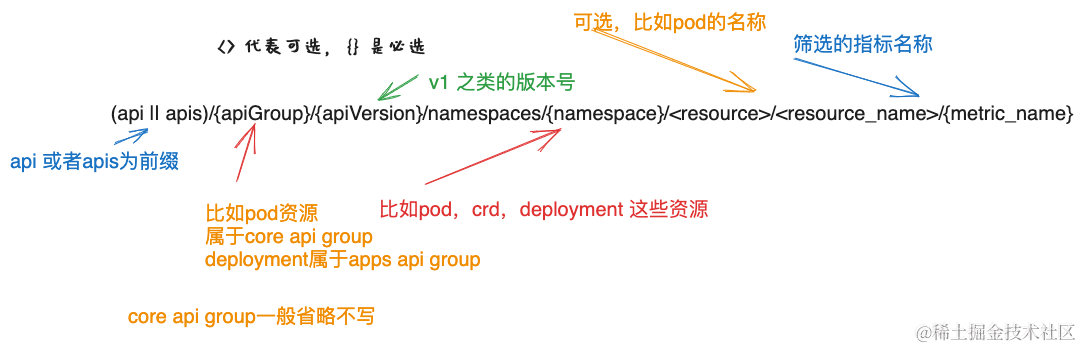 可选，比如pod的名称
<> 代表可选，{} 是必选
筛选的指标名称
v1 之类的版本号
(api || apis)/{apiGroup}/{apiVersion}/namespaces/{namespace}/<resource>/<resource_name>/{metric_name}
api 或者apis为前缀
比如pod资源
属于core api group
deployment属于apps api group
比如pod，crd，deployment 这些资源
core api group一般省略不写
@稀土掘金技术社区